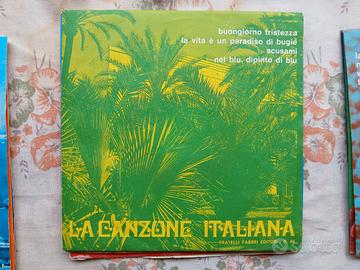 buongiorno tristezza
la vita è un paradiso di bugie
scusami
nel blu, dipinto di blu
LA CANZONE ITALIANA
FRATELLI FABBRI EDITORI
subito